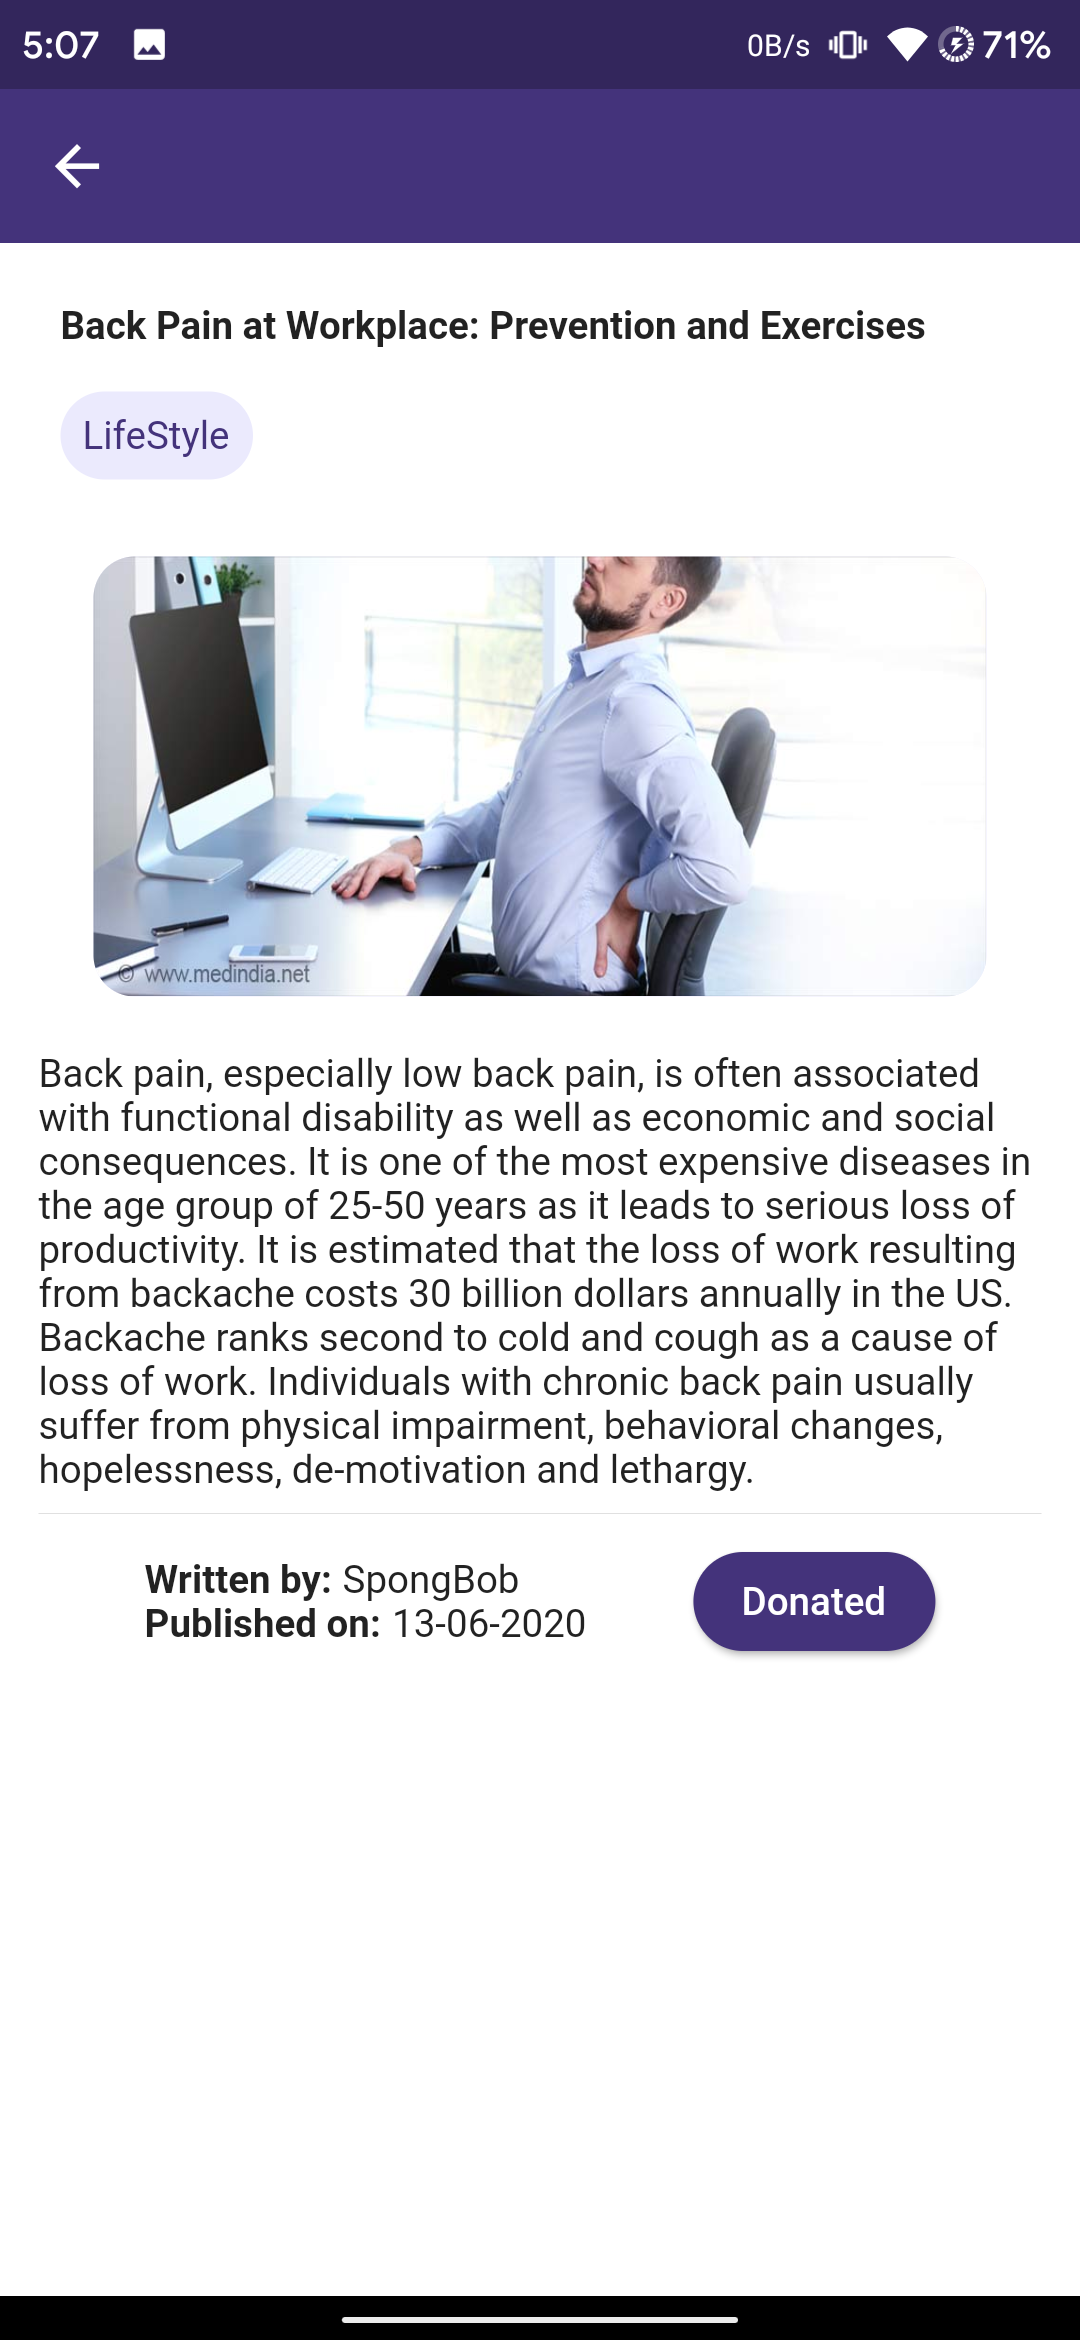 5:07
0B/s
71%
Back Pain at Workplace: Prevention and Exercises
LifeStyle
© www.medindia.net
Back pain, especially low back pain, is often associated
with functional disability as well as economic and social
consequences. It is one of the most expensive diseases in
the age group of 25-50 years as it leads to serious loss of
productivity. It is estimated that the loss of work resulting
from backache costs 30 billion dollars annually in the US.
Backache ranks second to cold and cough as a cause of
loss of work. Individuals with chronic back pain usually
suffer from physical impairment, behavioral changes,
hopelessness, de-motivation and lethargy.
Written by: SpongBob
Published on: 13-06-2020
Donated